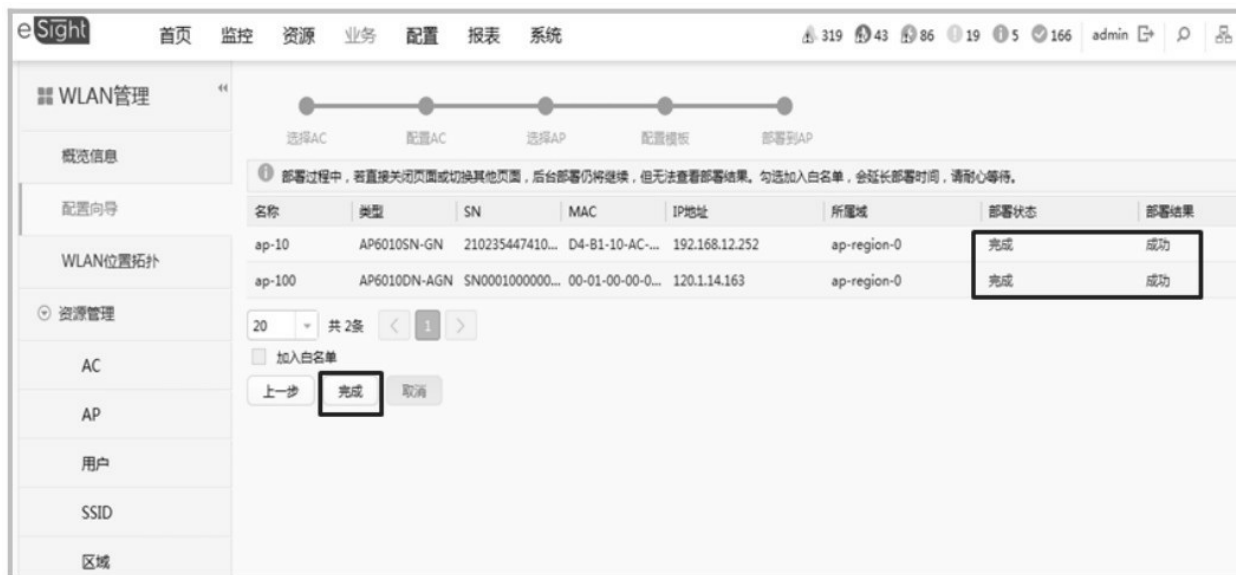 eSight 首页 监控 资源 业务 配置 报表 系统 319 43 86 19 5 166 admin
WLAN管理
概览信息
配置向导
WLAN位置拓扑
资源管理
AC
AP
用户
SSID
区域
选择AC 配置AC 选择AP 配置模板 部署到AP
部署过程中，若直接关闭页面或切换其他页面，后台部署仍将继续，但无法查看部署结果。勾选加入白名单，会延长部署时间，请耐心等待。
名称 类型 SN MAC IP地址 所属域 部署状态 部署结果
ap-10 AP6010SN-GN 210235447410... D4-B1-10-AC-... 192.168.12.252 ap-region-0 完成 成功
ap-100 AP6010DN-AGN SN0001000000... 00-01-00-00-0... 120.1.14.163 ap-region-0 完成 成功
20 共 2条 1
加入白名单
上一步 完成 取消